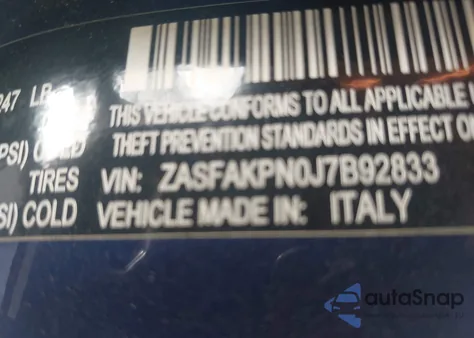 247 LB
THIS VEHICLE CONFORMS TO ALL APPLICABLE
PSI) COLD THEFT PREVENTION STANDARDS IN EFFECT
TIRES VIN: ZASFAKPN0J7B92833
SI) COLD VEHICLE MADE IN: ITALY
autaSnap